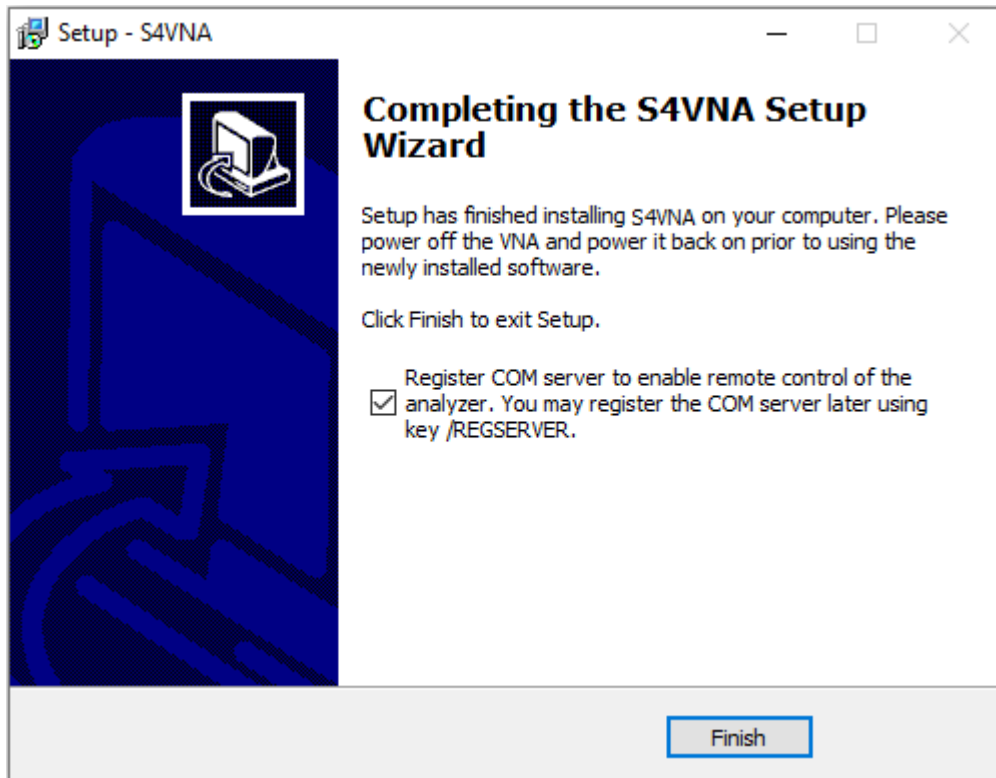 Setup - S4VNA
Completing the S4VNA Setup
Wizard
Setup has finished installing S4VNA on your computer. Please
power off the VNA and power it back on prior to using the
newly installed software.
Click Finish to exit Setup.
Register COM server to enable remote control of the
analyzer. You may register the COM server later using
key /REGSERVER.
Finish